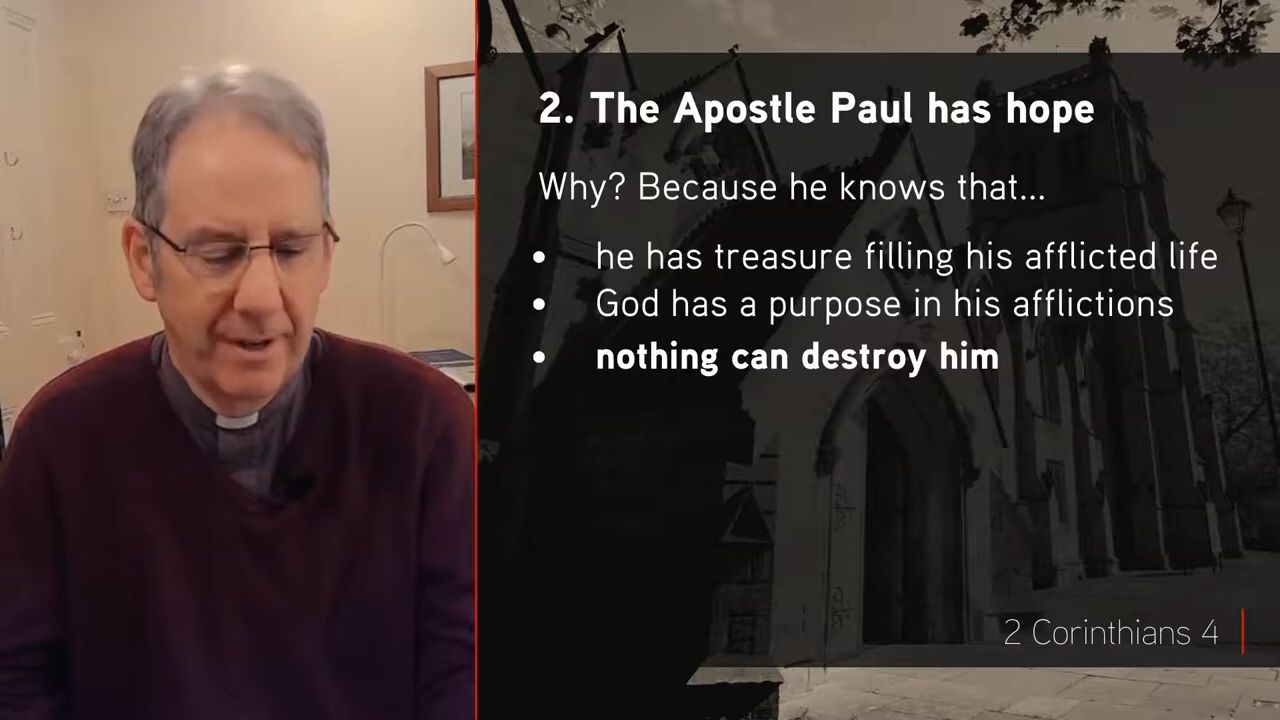 2. The Apostle Paul has hope
Why? Because he knows that...
• he has treasure filling his afflicted life
• God has a purpose in his afflictions
• nothing can destroy him
2 Corinthians 4